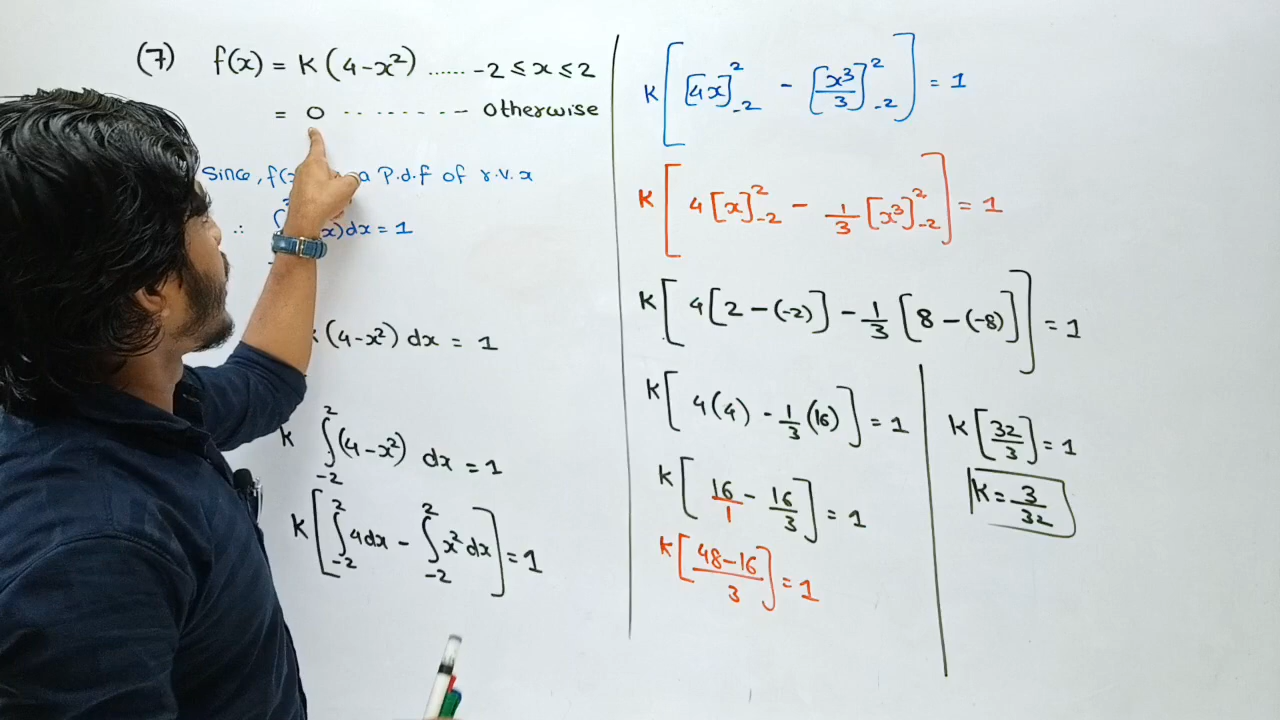 (7) f(x) = K (4-x²) ...... -2 ≤ x ≤ 2
= 0 ........ Otherwise
Since, f( a P.d.f of r.v. x
∴ ∫ x)dx = 1
(4-x²) dx = 1
K ∫₋₂² (4-x²) dx = 1
K [ ∫₋₂² 4dx - ∫₋₂² x² dx ] = 1
K [ [4x]₋₂² - [x³/3]₋₂² ] = 1
K [ 4[x]₋₂² - 1/3 [x³]₋₂² ] = 1
K [ 4[2-(-2)] - 1/3 [8-(-8)] ] = 1
K [ 4(4) - 1/3 (16) ] = 1
K [ 16/1 - 16/3 ] = 1
K [ 48-16/3 ] = 1
K [ 32/3 ] = 1
K = 3/32